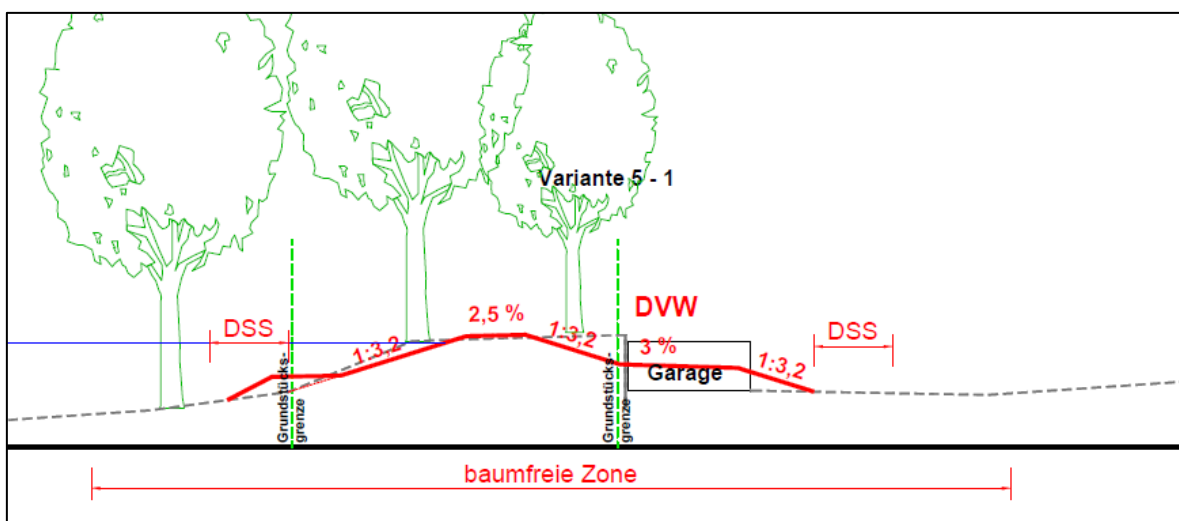 Variante 5 - 1
DVW
2,5 %
DSS
1:3,2
1:3,2
3 %
1:3,2
DSS
Garage
Grundstücks-
grenze
Grundstücks-
grenze
baumfreie Zone